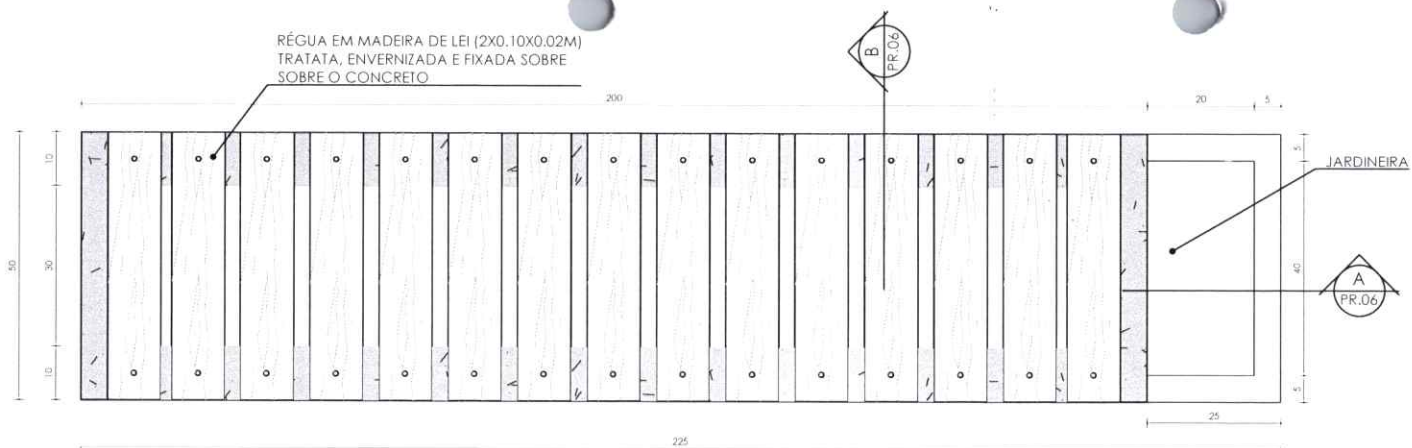 RÉGUA EM MADEIRA DE LEI (2X0.10X0.02M)
TRATATA, ENVERNIZADA E FIXADA SOBRE
SOBRE O CONCRETO
B
PR.06
200
20
5
10
5
JARDINEIRA
50
30
40
A
PR.06
10
5
25
225